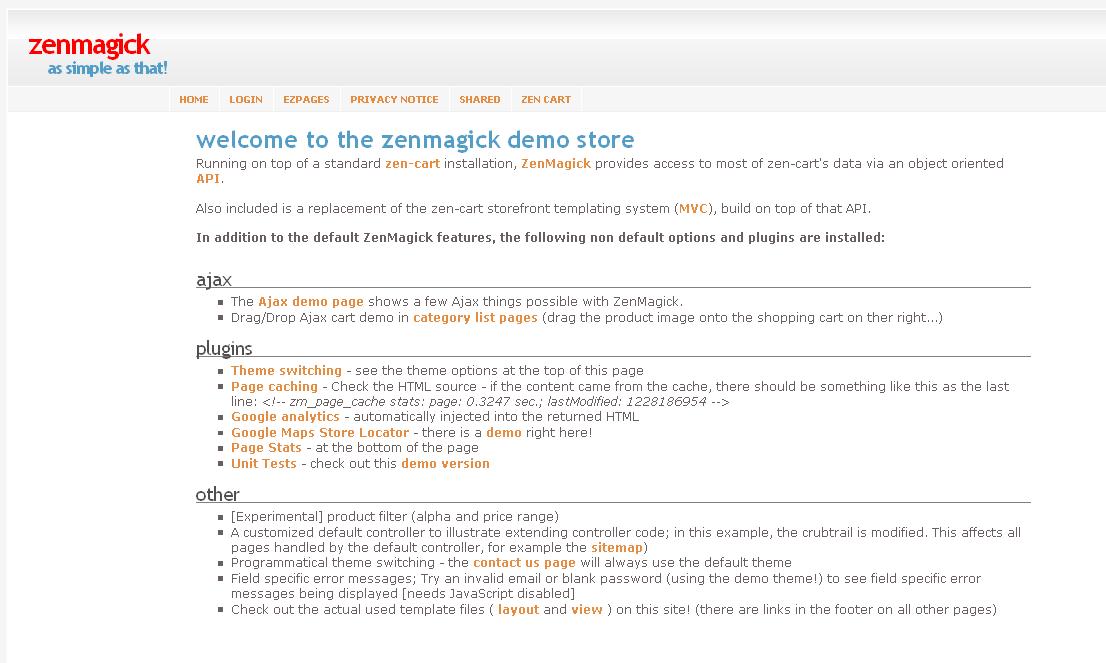 zenmagick
as simple as that!
HOME LOGIN EZPAGES PRIVACY NOTICE SHARED ZEN CART
welcome to the zenmagick demo store
Running on top of a standard zen-cart installation, ZenMagick provides access to most of zen-cart's data via an object oriented
API.
Also included is a replacement of the zen-cart storefront templating system (MVC), build on top of that API.
In addition to the default ZenMagick features, the following non default options and plugins are installed:
ajax
The Ajax demo page shows a few Ajax things possible with ZenMagick.
Drag/Drop Ajax cart demo in category list pages (drag the product image onto the shopping cart on ther right...)
plugins
Theme switching - see the theme options at the top of this page
Page caching - Check the HTML source - if the content came from the cache, there should be something like this as the last
line: <!-- zm_page_cache stats: page: 0.3247 sec.; lastModified: 1228186954 -->
Google analytics - automatically injected into the returned HTML
Google Maps Store Locator - there is a demo right here!
Page Stats - at the bottom of the page
Unit Tests - check out this demo version
other
[Experimental] product filter (alpha and price range)
A customized default controller to illustrate extending controller code; in this example, the crubtrail is modified. This affects all
pages handled by the default controller, for example the sitemap)
Programmatical theme switching - the contact us page will always use the default theme
Field specific error messages; Try an invalid email or blank password (using the demo theme!) to see field specific error
messages being displayed [needs JavaScript disabled]
Check out the actual used template files ( layout and view ) on this site! (there are links in the footer on all other pages)